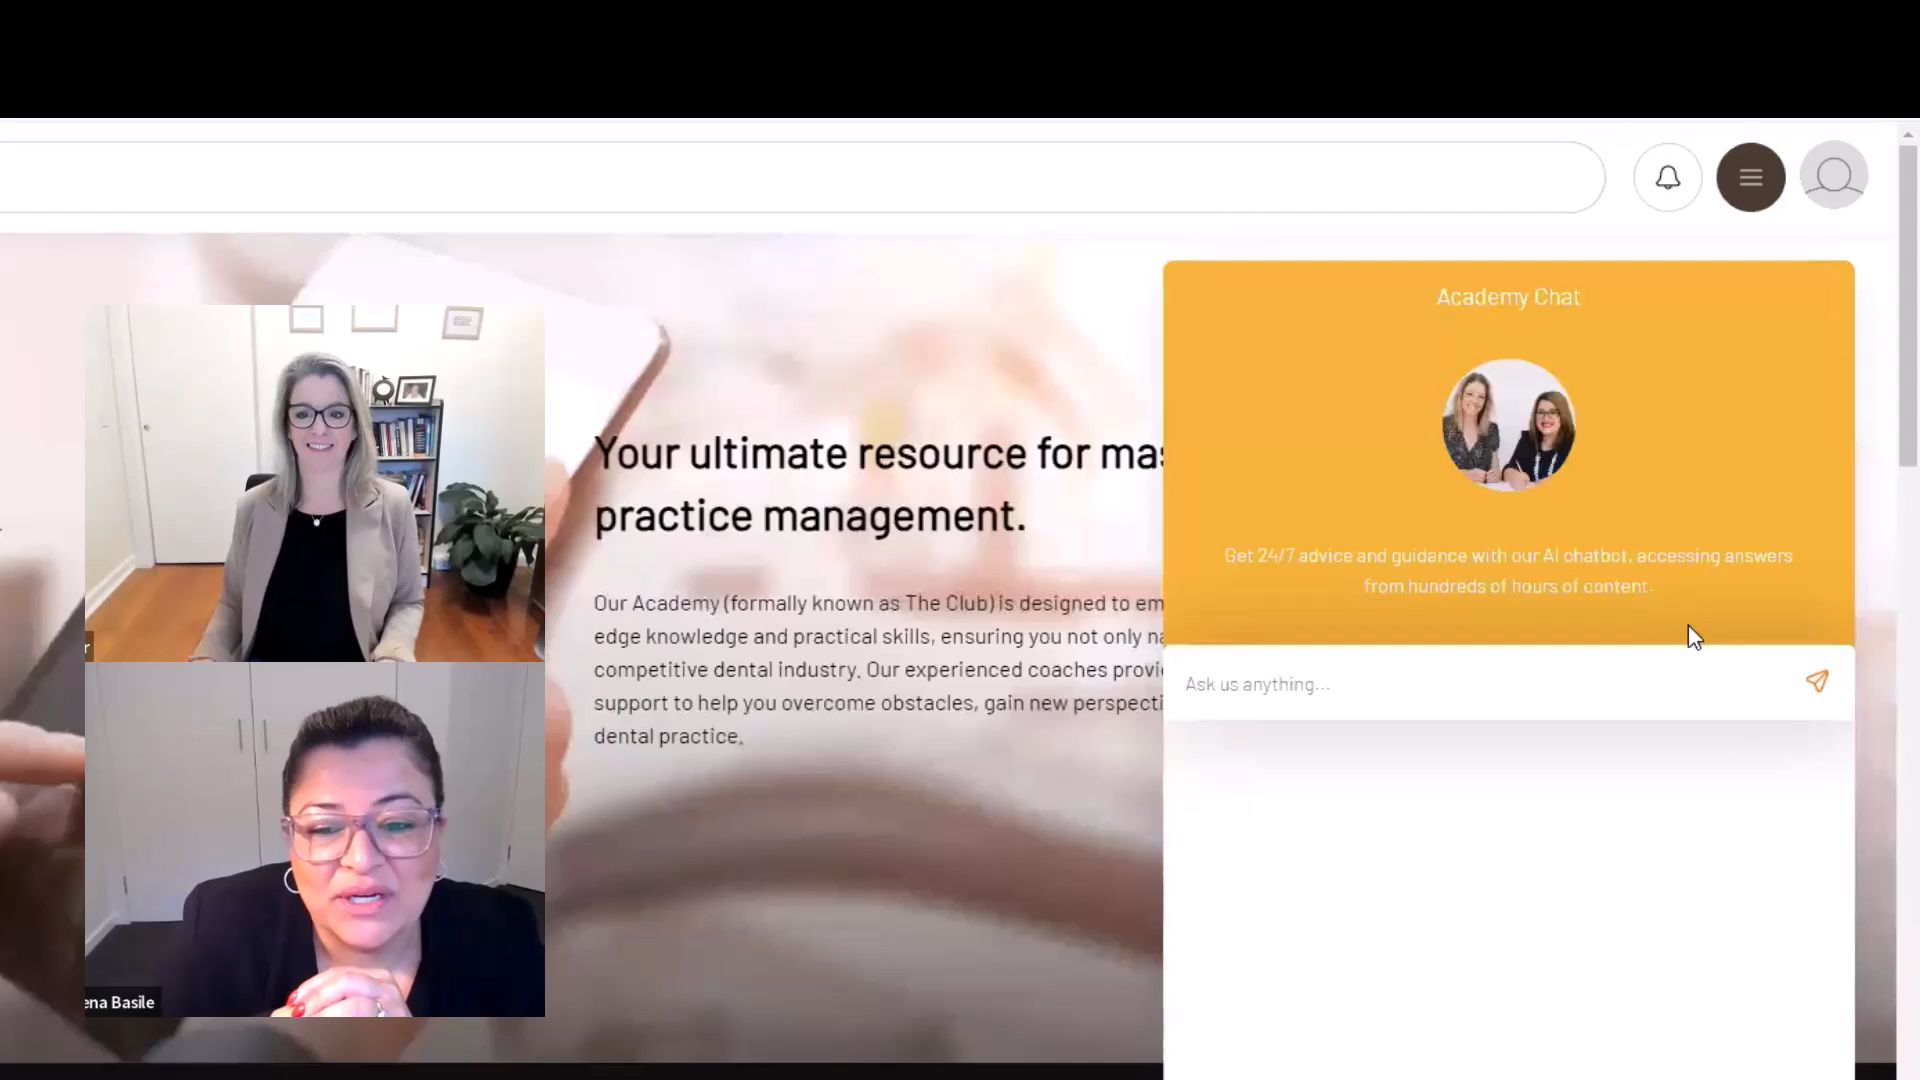 Your ultimate resource for mas
practice management.
Our Academy (formally known as The Club) is designed to em
edge knowledge and practical skills, ensuring you not only na
competitive dental industry. Our experienced coaches provi
support to help you overcome obstacles, gain new perspecti
dental practice.
Academy Chat
Get 24/7 advice and guidance with our AI chatbot, accessing answers
from hundreds of hours of content.
Ask us anything...
r
ena Basile